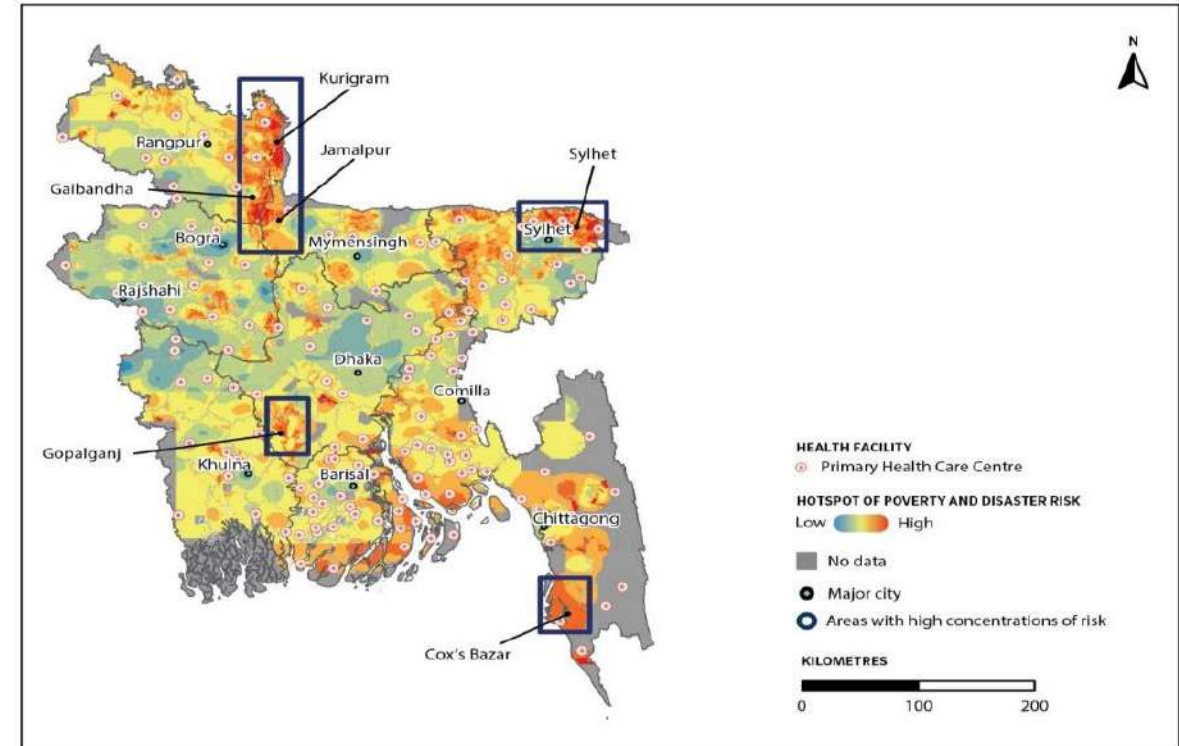 N
Kurigram
Jamalpur
Rangpur
Sylhet
Gaibandha
Sylhet
Bogra
Mymensingh
Rajshahi
Dhaka
Comilla
Gopalganj
Khulna
Barisal
Chittagong
Cox's Bazar
HEALTH FACILITY
Primary Health Care Centre
HOTSPOT OF POVERTY AND DISASTER RISK
Low High
No data
Major city
Areas with high concentrations of risk
KILOMETRES
0 100 200